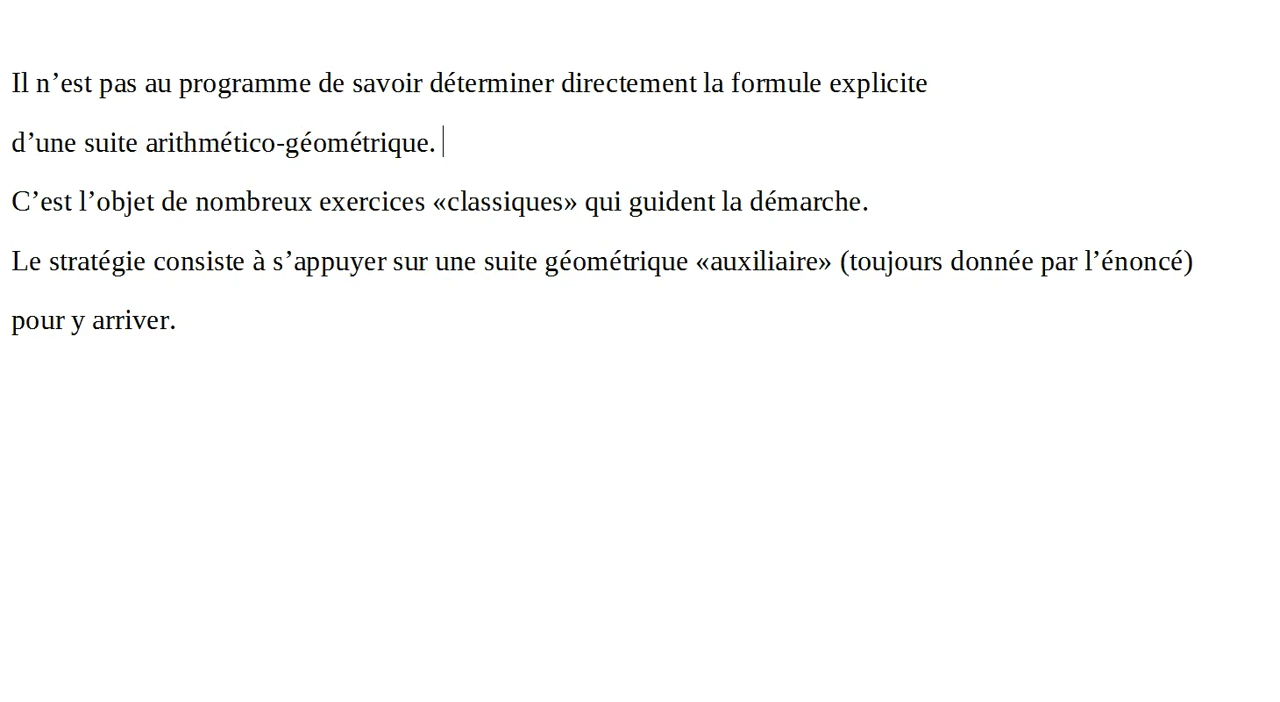 Il n’est pas au programme de savoir déterminer directement la formule explicite
d’une suite arithmético-géométrique.
C’est l’objet de nombreux exercices «classiques» qui guident la démarche.
Le stratégie consiste à s’appuyer sur une suite géométrique «auxiliaire» (toujours donnée par l’énoncé)
pour y arriver.